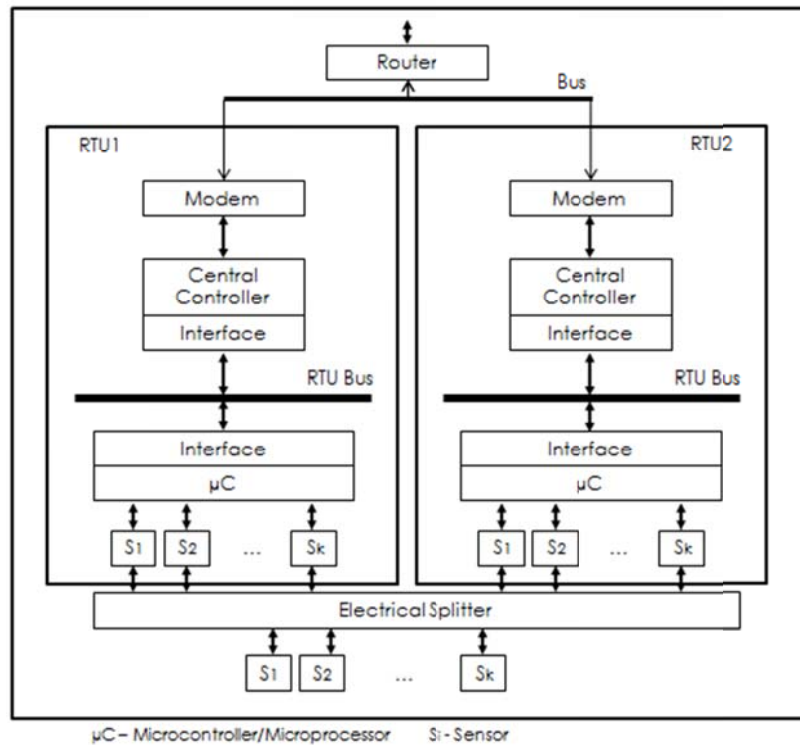 Router
Bus
RTU1
RTU2
Modem
Modem
Central
Controller
Central
Controller
Interface
Interface
RTU Bus
RTU Bus
Interface
Interface
µC
µC
S1 S2 ... Sk
S1 S2 ... Sk
Electrical Splitter
S1 S2 ... Sk
µC – Microcontroller/Microprocessor Si - Sensor